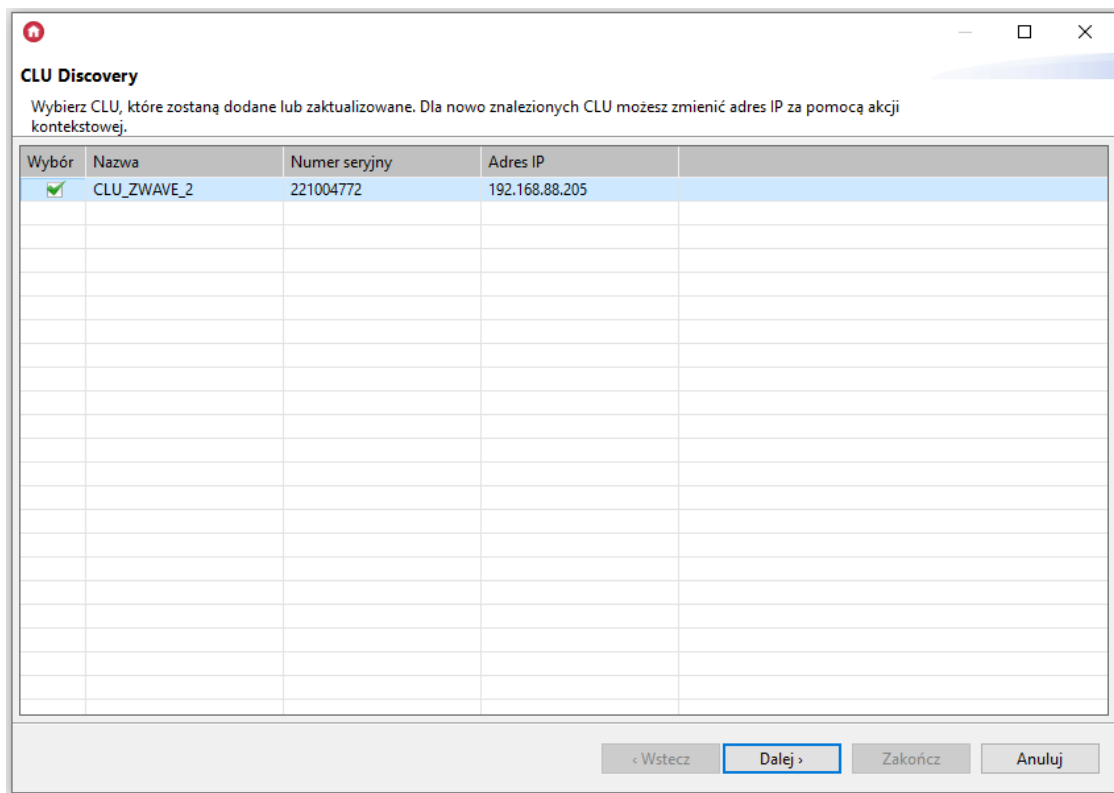 CLU Discovery
Wybierz CLU, które zostaną dodane lub zaktualizowane. Dla nowo znalezionych CLU możesz zmienić adres IP za pomocą akcji
kontekstowej.
Wybór Nazwa Numer seryjny Adres IP
CLU_ZWAVE_2 221004772 192.168.88.205
‹ Wstecz Dalej › Zakończ Anuluj